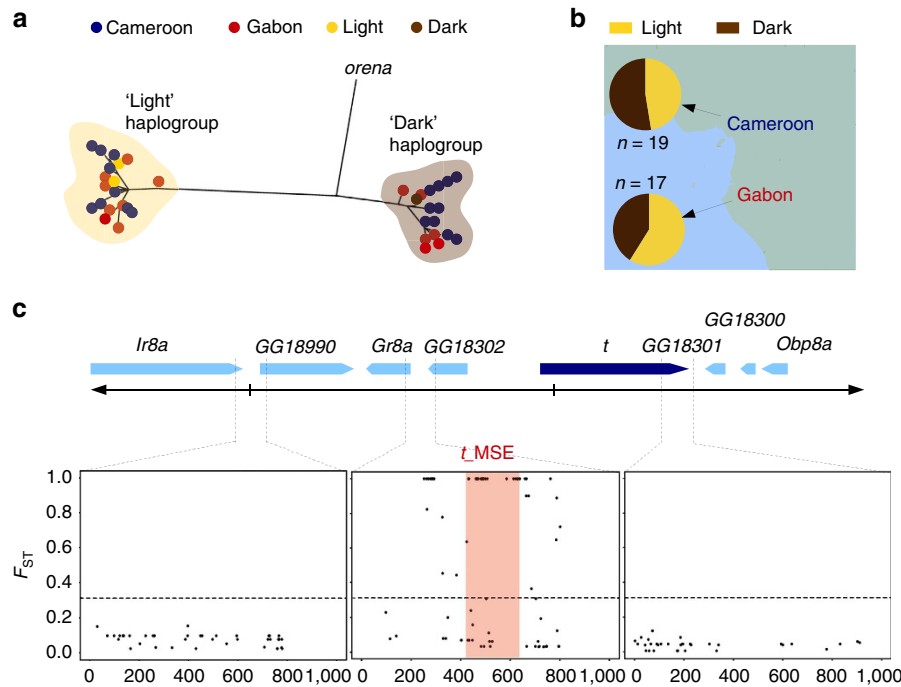 a
Cameroon Gabon Light Dark
orena
'Light' haplogroup
'Dark' haplogroup
b
Light Dark
Cameroon
n = 19
n = 17
Gabon
c
GG18300
Ir8a GG18990 Gr8a GG18302 t GG18301 Obp8a
t_MSE
FST
1.0
0.8
0.6
0.4
0.2
0.0
0 200 400 600 800 1,000
0 200 400 600 800 1,000
0 200 400 600 800 1,000